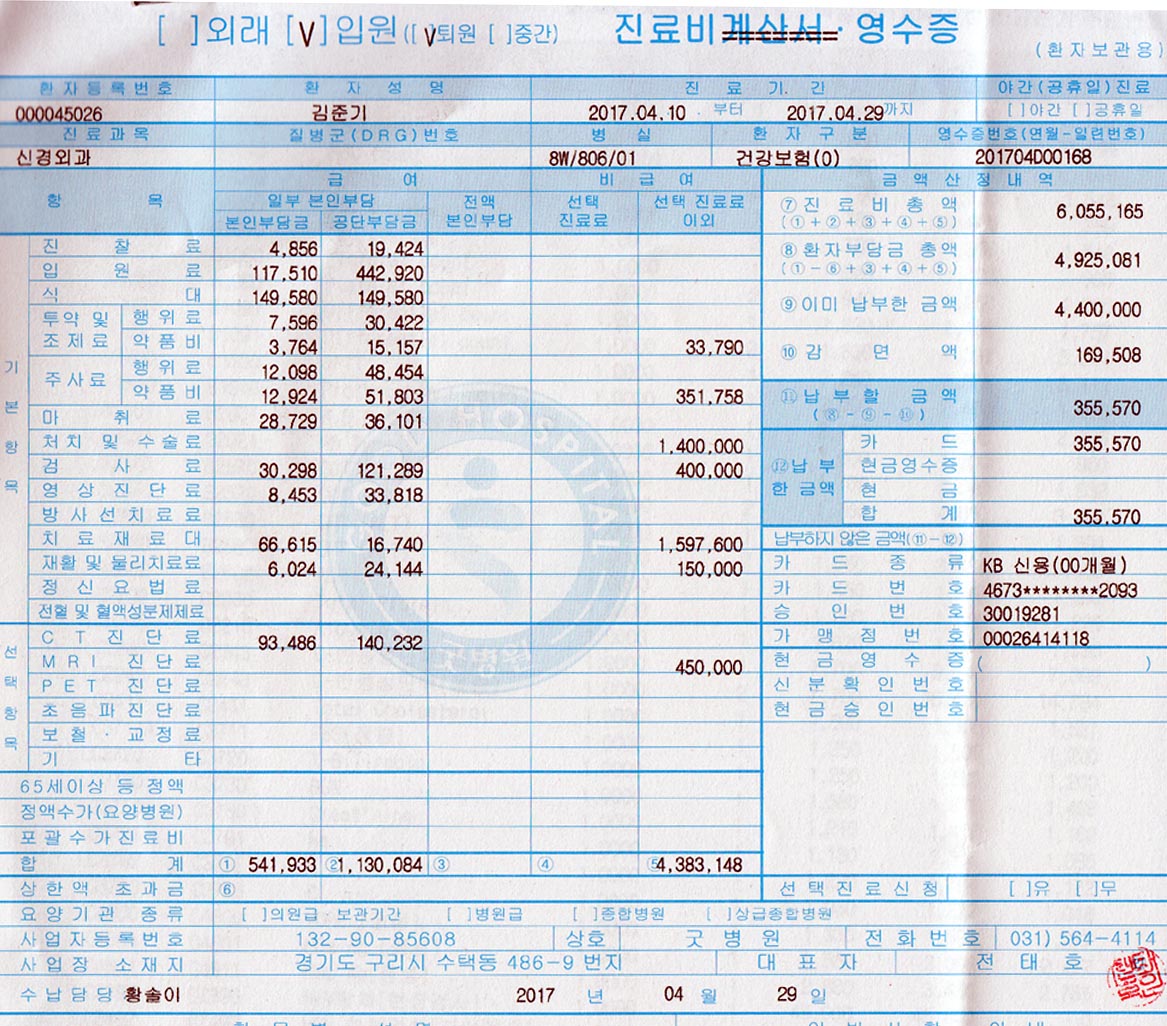 [ ]외래 [V]입원([ V퇴원 [ ]중간) 진료비계산서·영수증
(환자보관용)
환자등록번호 환자성명 진료기간 야간(공휴일)진료
000045026 김준기 2017.04.10 부터 2017.04.29까지 [ ]야간 [ ]공휴일
진료과목 질병군(DRG)번호 병실 환자구분 영수증번호(연월-일련번호)
신경외과 8W/806/01 건강보험(0) 201704D00168
항목 급여 비급여 금액산정내역
일부 본인부담 전액 본인부담 선택 진료료 선택 진료료 이외
본인부담금 공단부담금
⑦진료비총액 (①+②+③+④+⑤) 6,055,165
진찰료 4,856 19,424
⑧환자부담금 총액 (①-⑥+③+④+⑤) 4,925,081
입원료 117,510 442,920
식대 149,580 149,580
⑨이미 납부한 금액 4,400,000
투약 및 조제료 행위료 7,596 30,422
약품비 3,764 15,157 33,790
⑩감면액 169,508
주사료 행위료 12,098 48,454
약품비 12,924 51,803 351,758
⑪납부할 금액 (⑧-⑨-⑩) 355,570
마취료 28,729 36,101
처치 및 수술료 1,400,000
⑫납부한 금액 카드 355,570
검사료 30,298 121,289 400,000
현금영수증
영상진단료 8,453 33,818
현금
방사선치료료
합계 355,570
치료재료대 66,615 16,740 1,597,600
납부하지 않은 금액(⑪-⑫)
재활 및 물리치료료 6,024 24,144 150,000
카드종류 KB 신용(00개월)
정신요법료
카드번호 4673********2093
전혈 및 혈액성분제제료
승인번호 30019281
CT진단료 93,486 140,232
가맹점번호 00026414118
MRI 진단료 450,000
현금영수증 ( )
PET 진단료
신분확인번호
초음파진단료
현금승인번호
보철·교정료
기타
기본항목
선택항목
65세이상 등 정액
정액수가(요양병원)
포괄수가진료비
합계 ① 541,933 ②1,130,084 ③ ④ ⑤4,383,148
상한액 초과금 ⑥ 선택진료신청 [ ]유 [ ]무
요양기관 종류 [ ]의원급·보관기간 [ ]병원급 [ ]종합병원 [ ]상급종합병원
사업자등록번호 132-90-85608 상호 굿병원 전화번호 031) 564-4114
사업장 소재지 경기도 구리시 수택동 486-9 번지 대표자 전태호
수납담당 황솔이 2017 년 04 월 29 일
HOSPITAL
굿병원